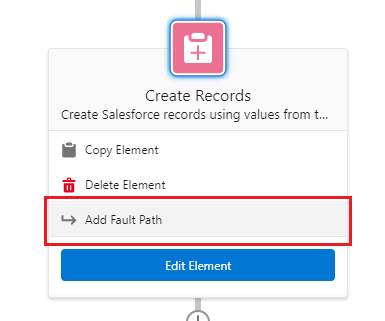 Create Records
Create Salesforce records using values from t...
Copy Element
Delete Element
Add Fault Path
Edit Element